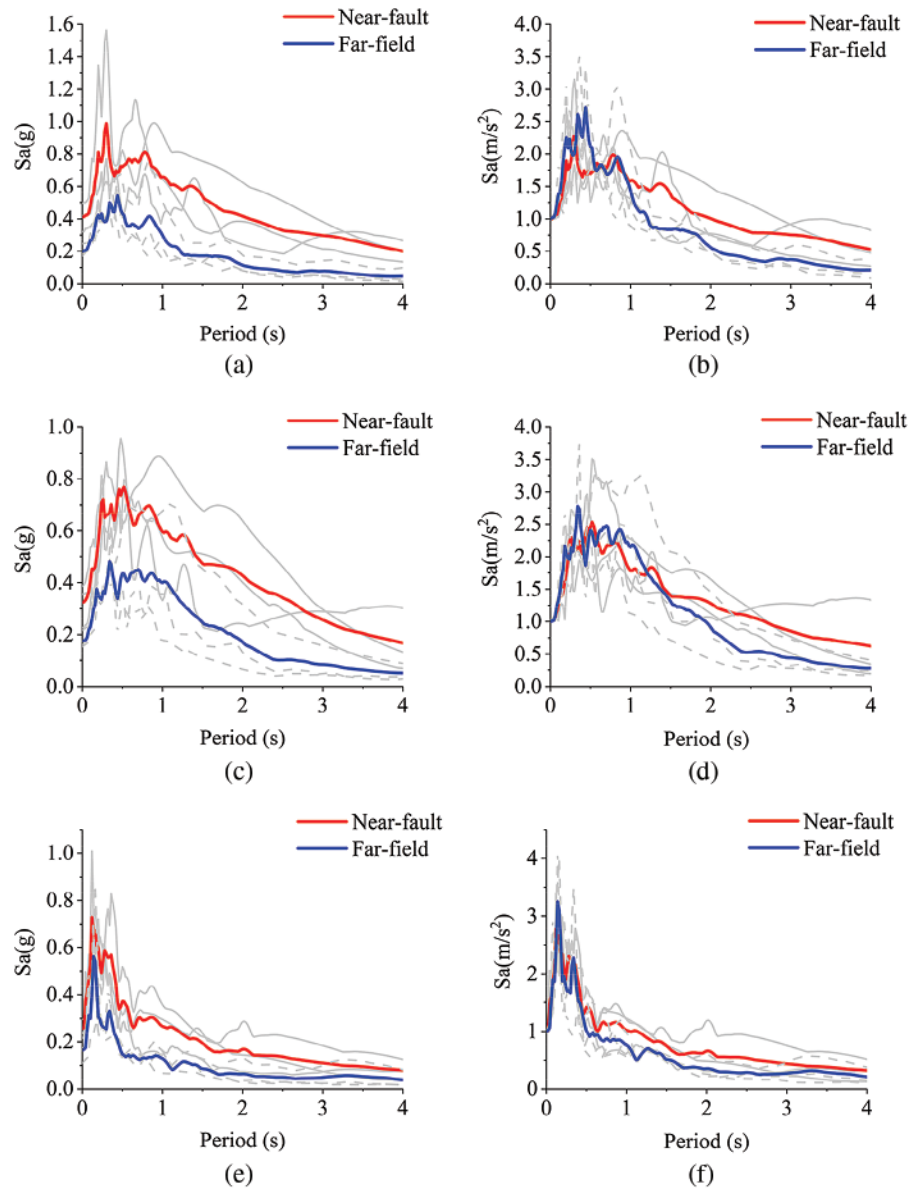 1.6
1.4
1.2
1.0
0.8
0.6
0.4
0.2
0.0
Sa(g)
0 1 2 3 4
Period (s)
Near-fault
Far-field
(a)
4.0
3.5
3.0
2.5
2.0
1.5
1.0
0.5
0.0
Sa(m/s²)
0 1 2 3 4
Period (s)
Near-fault
Far-field
(b)
1.0
0.8
0.6
0.4
0.2
0.0
Sa(g)
0 1 2 3 4
Period (s)
Near-fault
Far-field
(c)
4.0
3.5
3.0
2.5
2.0
1.5
1.0
0.5
0.0
Sa(m/s²)
0 1 2 3 4
Period (s)
Near-fault
Far-field
(d)
1.0
0.8
0.6
0.4
0.2
0.0
Sa(g)
0 1 2 3 4
Period (s)
Near-fault
Far-field
(e)
4
3
2
1
0
Sa(m/s²)
0 1 2 3 4
Period (s)
Near-fault
Far-field
(f)